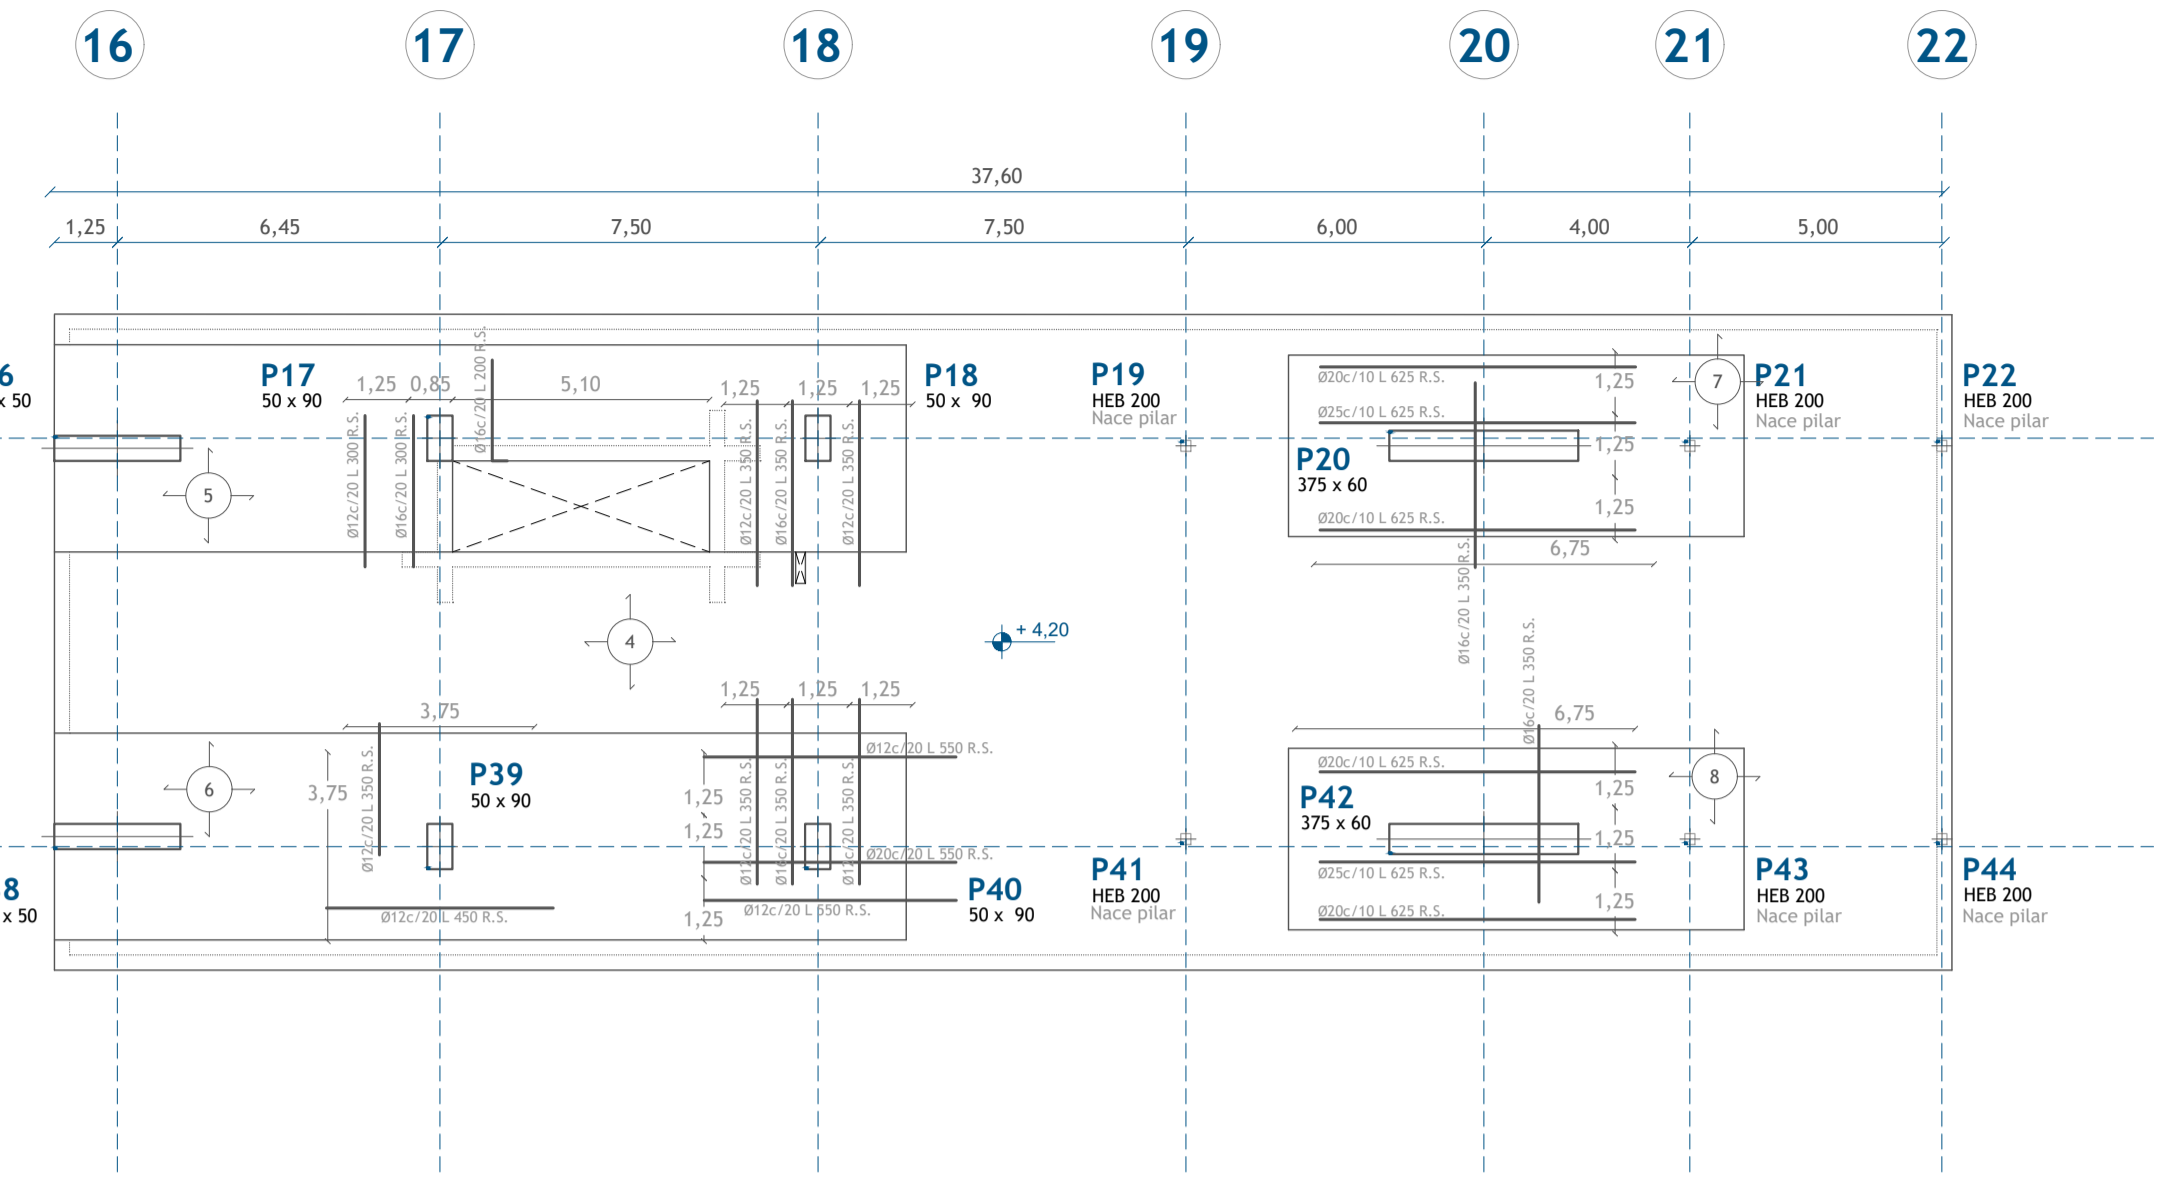 16 17 18 19 20 21 22
37,60
1,25 6,45 7,50 7,50 6,00 4,00 5,00
6
x 50
P17
50 x 90
1,25 0,85 5,10
Ø12c/20 L 300 R.S.
Ø16c/20 L 300 R.S.
Ø16c/20 L 200 R.S.
1,25 1,25 1,25
Ø12c/20 L 350 R.S.
Ø16c/20 L 350 R.S.
Ø12c/20 L 350 R.S.
P18
50 x 90
P19
HEB 200
Nace pilar
Ø20c/10 L 625 R.S.
Ø25c/10 L 625 R.S.
P20
375 x 60
Ø20c/10 L 625 R.S.
1,25
1,25
1,25
6,75
Ø16c/20 L 350 R.S.
7
P21
HEB 200
Nace pilar
P22
HEB 200
Nace pilar
5
4
+ 4,20
6
3,75
3,75
Ø12c/20 L 350 R.S.
P39
50 x 90
Ø12c/20 L 450 R.S.
1,25 1,25 1,25
Ø12c/20 L 550 R.S.
1,25
1,25
1,25
Ø12c/20 L 350 R.S.
Ø16c/20 L 350 R.S.
Ø12c/20 L 350 R.S.
Ø20c/20 L 550 R.S.
Ø12c/20 L 550 R.S.
P40
50 x 90
P41
HEB 200
Nace pilar
Ø16c/20 L 350 R.S.
6,75
Ø20c/10 L 625 R.S.
P42
375 x 60
Ø25c/10 L 625 R.S.
Ø20c/10 L 625 R.S.
1,25
1,25
1,25
8
P43
HEB 200
Nace pilar
P44
HEB 200
Nace pilar
8
x 50